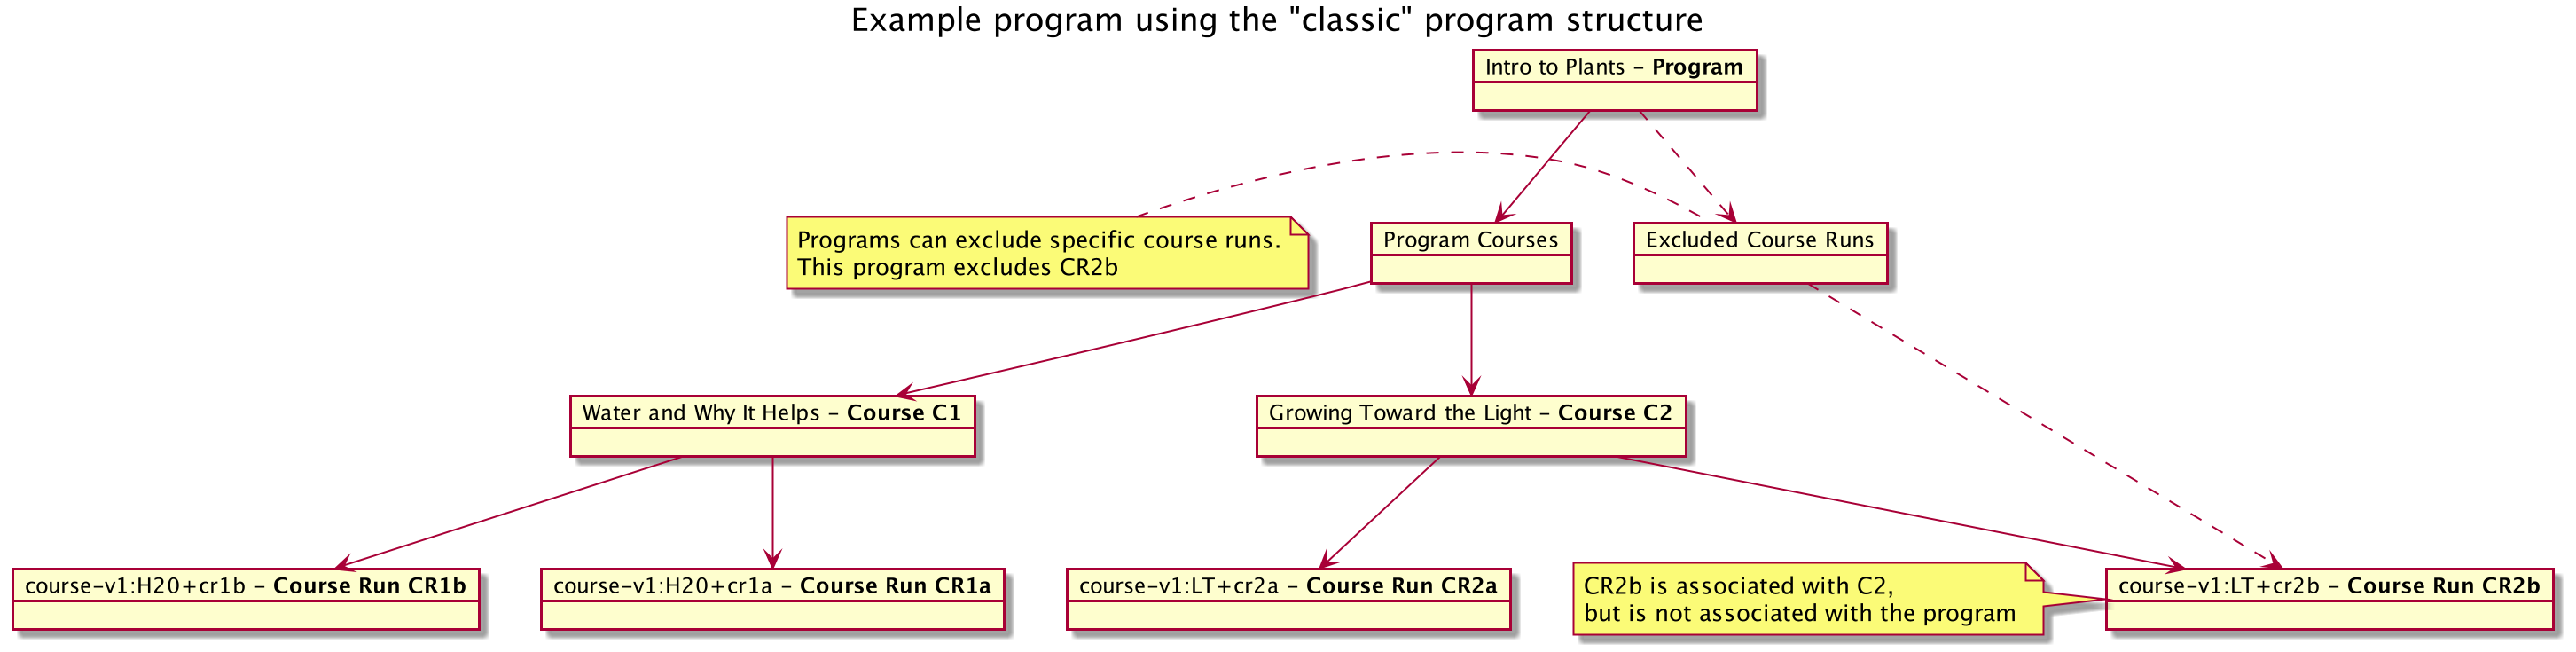 Example program using the "classic" program structure
Intro to Plants - Program
Programs can exclude specific course runs.
This program excludes CR2b
Program Courses
Excluded Course Runs
Water and Why It Helps - Course C1
Growing Toward the Light - Course C2
course-v1:H20+cr1b - Course Run CR1b
course-v1:H20+cr1a - Course Run CR1a
course-v1:LT+cr2a - Course Run CR2a
CR2b is associated with C2,
but is not associated with the program
course-v1:LT+cr2b - Course Run CR2b